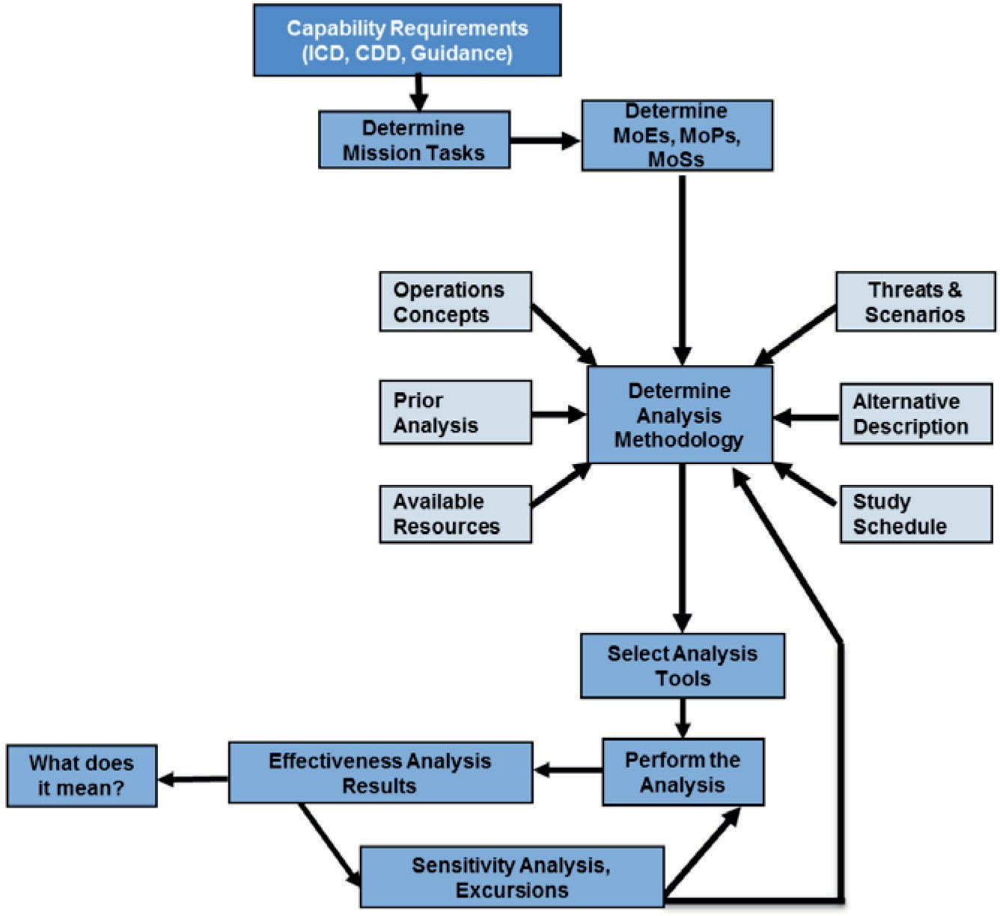 Capability Requirements
(ICD, CDD, Guidance)
Determine
Mission Tasks
Determine
MoEs, MoPs,
MoSs
Operations
Concepts
Threats &
Scenarios
Prior
Analysis
Determine
Analysis
Methodology
Alternative
Description
Available
Resources
Study
Schedule
Select Analysis
Tools
What does
it mean?
Effectiveness Analysis
Results
Perform the
Analysis
Sensitivity Analysis,
Excursions